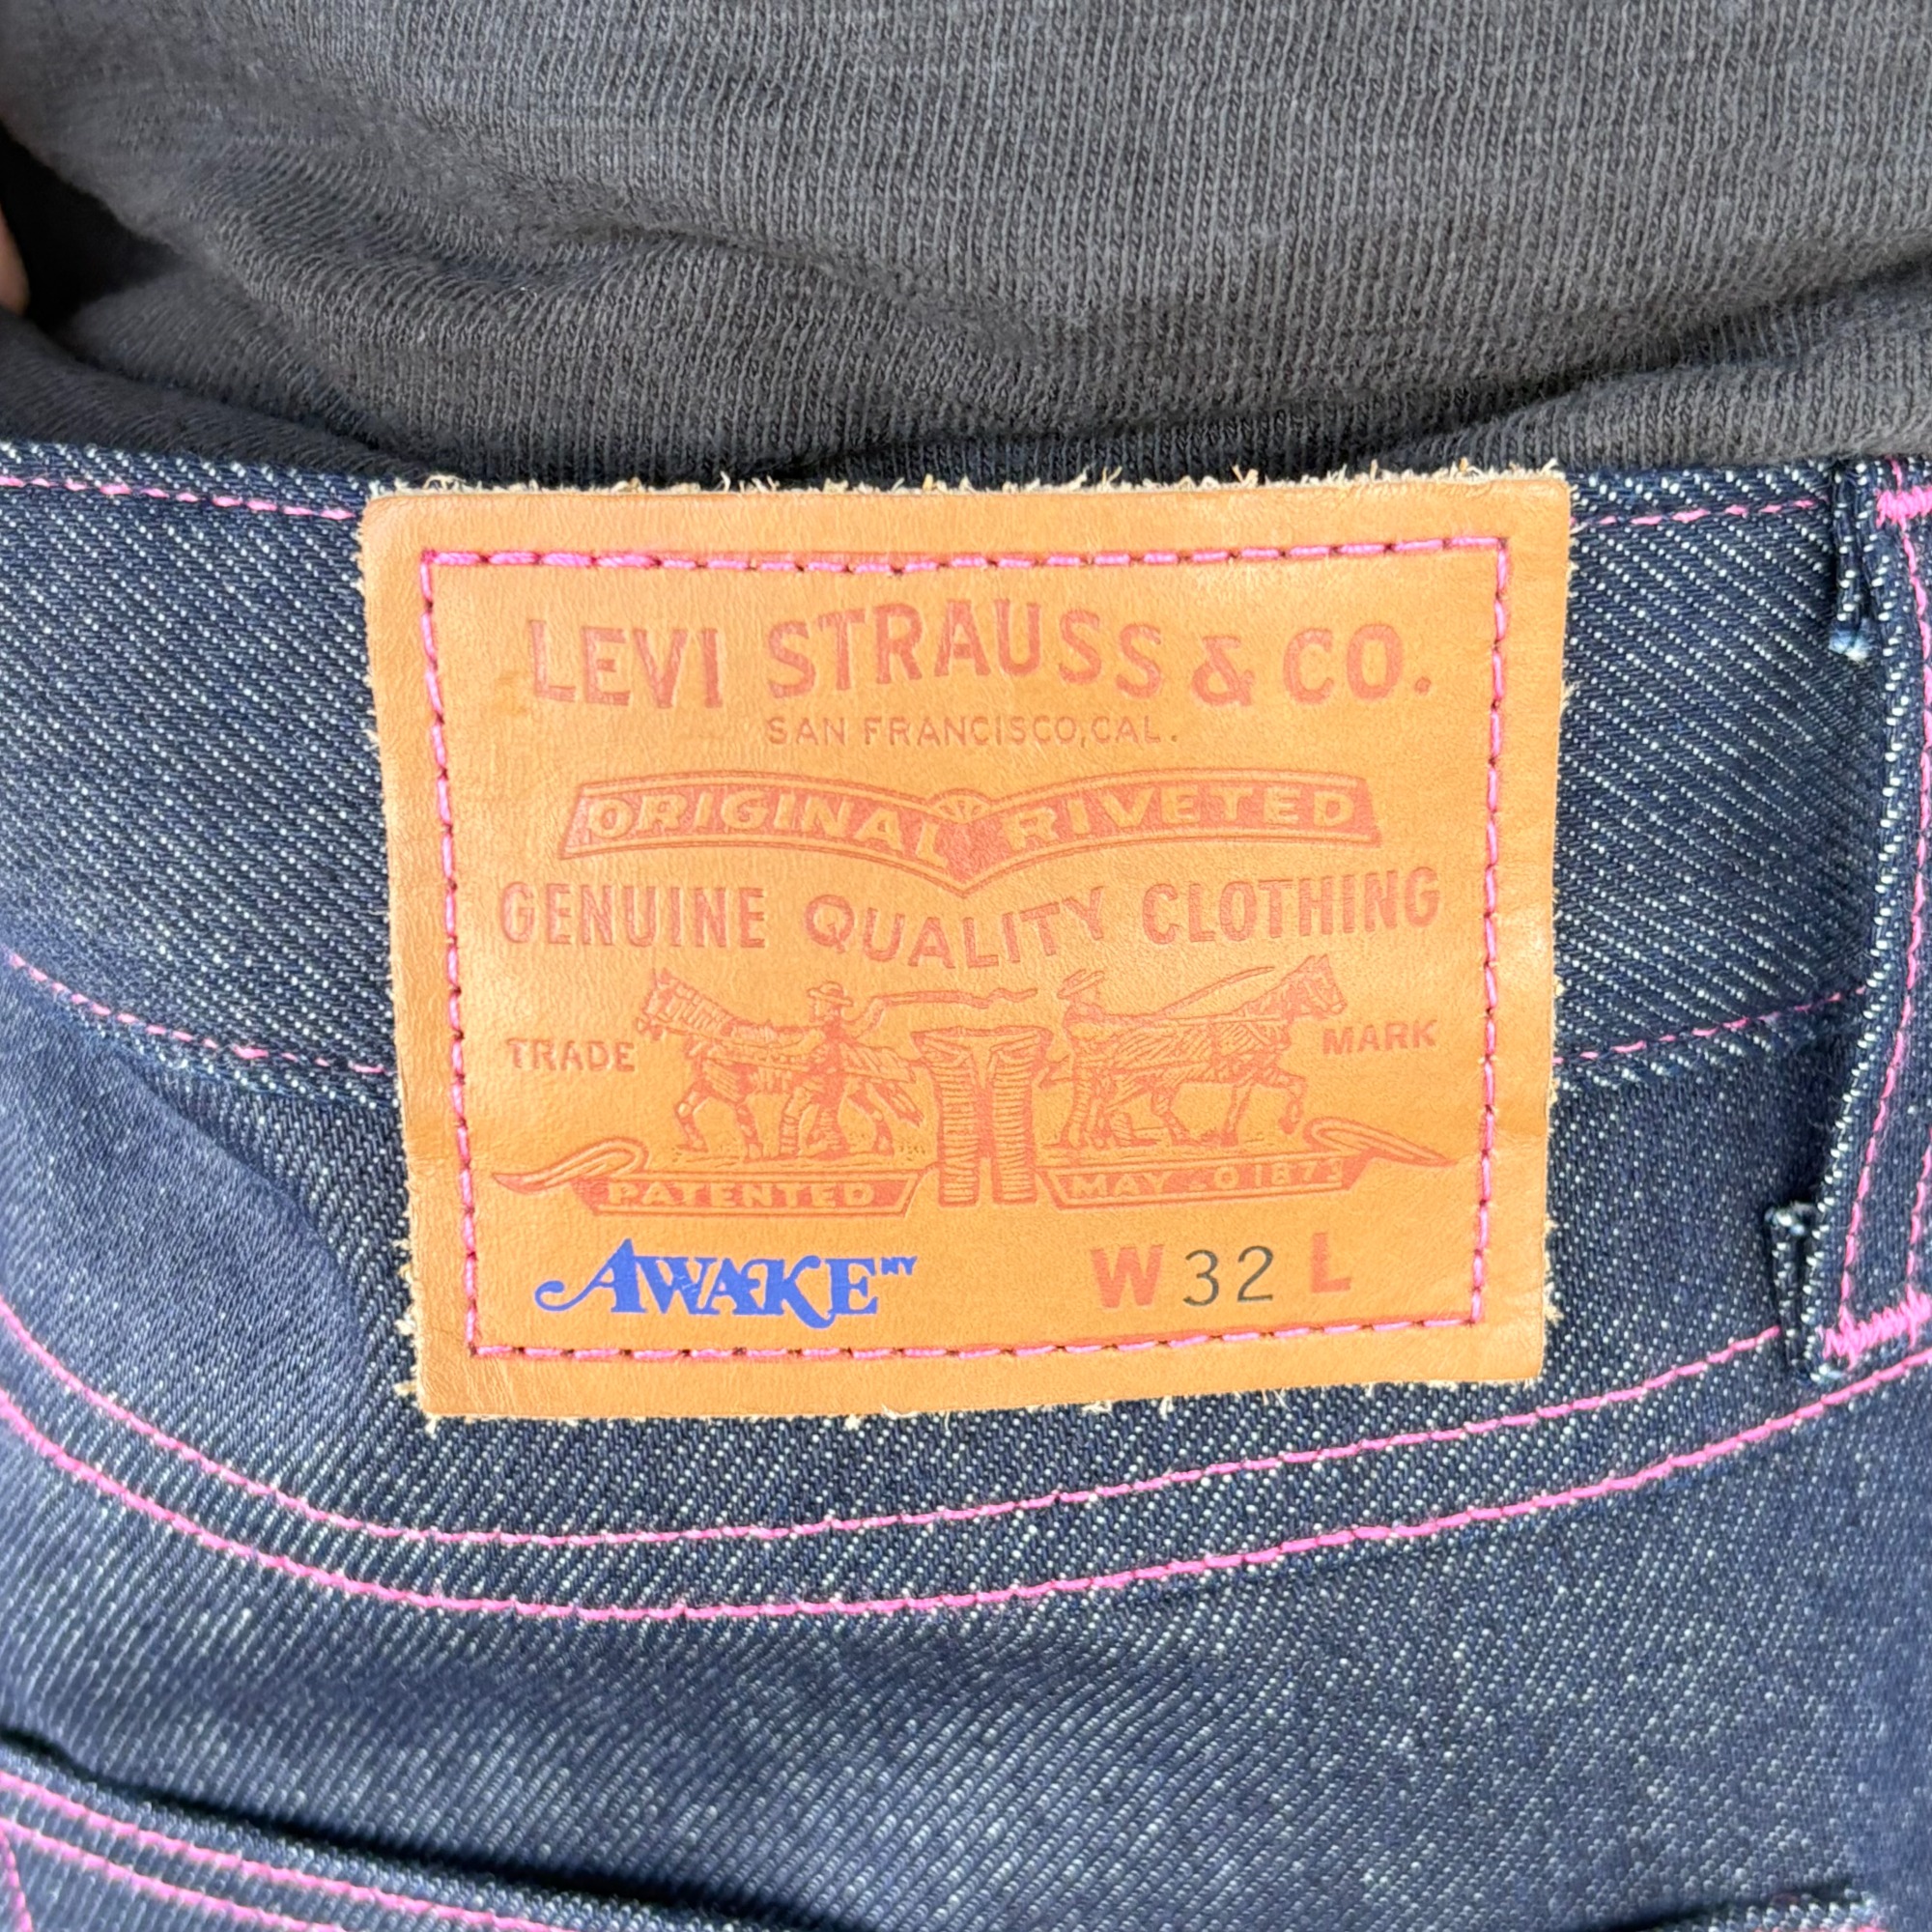 LEVI STRAUSS & CO.
SAN FRANCISCO, CAL.
ORIGINAL RIVETED
GENUINE QUALITY CLOTHING
TRADE MARK
PATENTED MAY 20 1873
AWAKE NY W 32 L